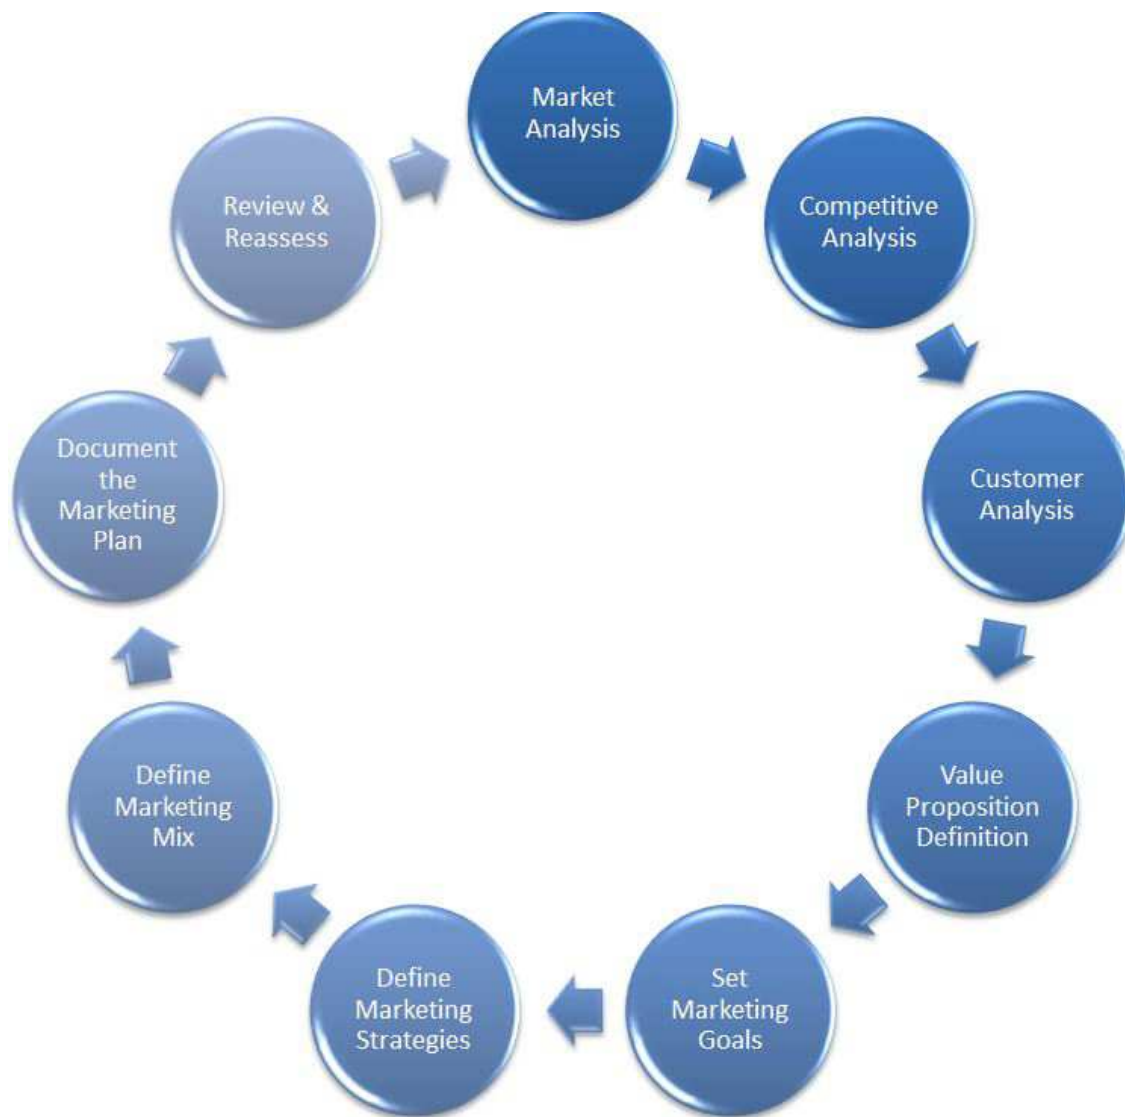 Market
Analysis
Competitive
Analysis
Customer
Analysis
Value
Proposition
Definition
Set
Marketing
Goals
Define
Marketing
Strategies
Define
Marketing
Mix
Document
the
Marketing
Plan
Review &
Reassess